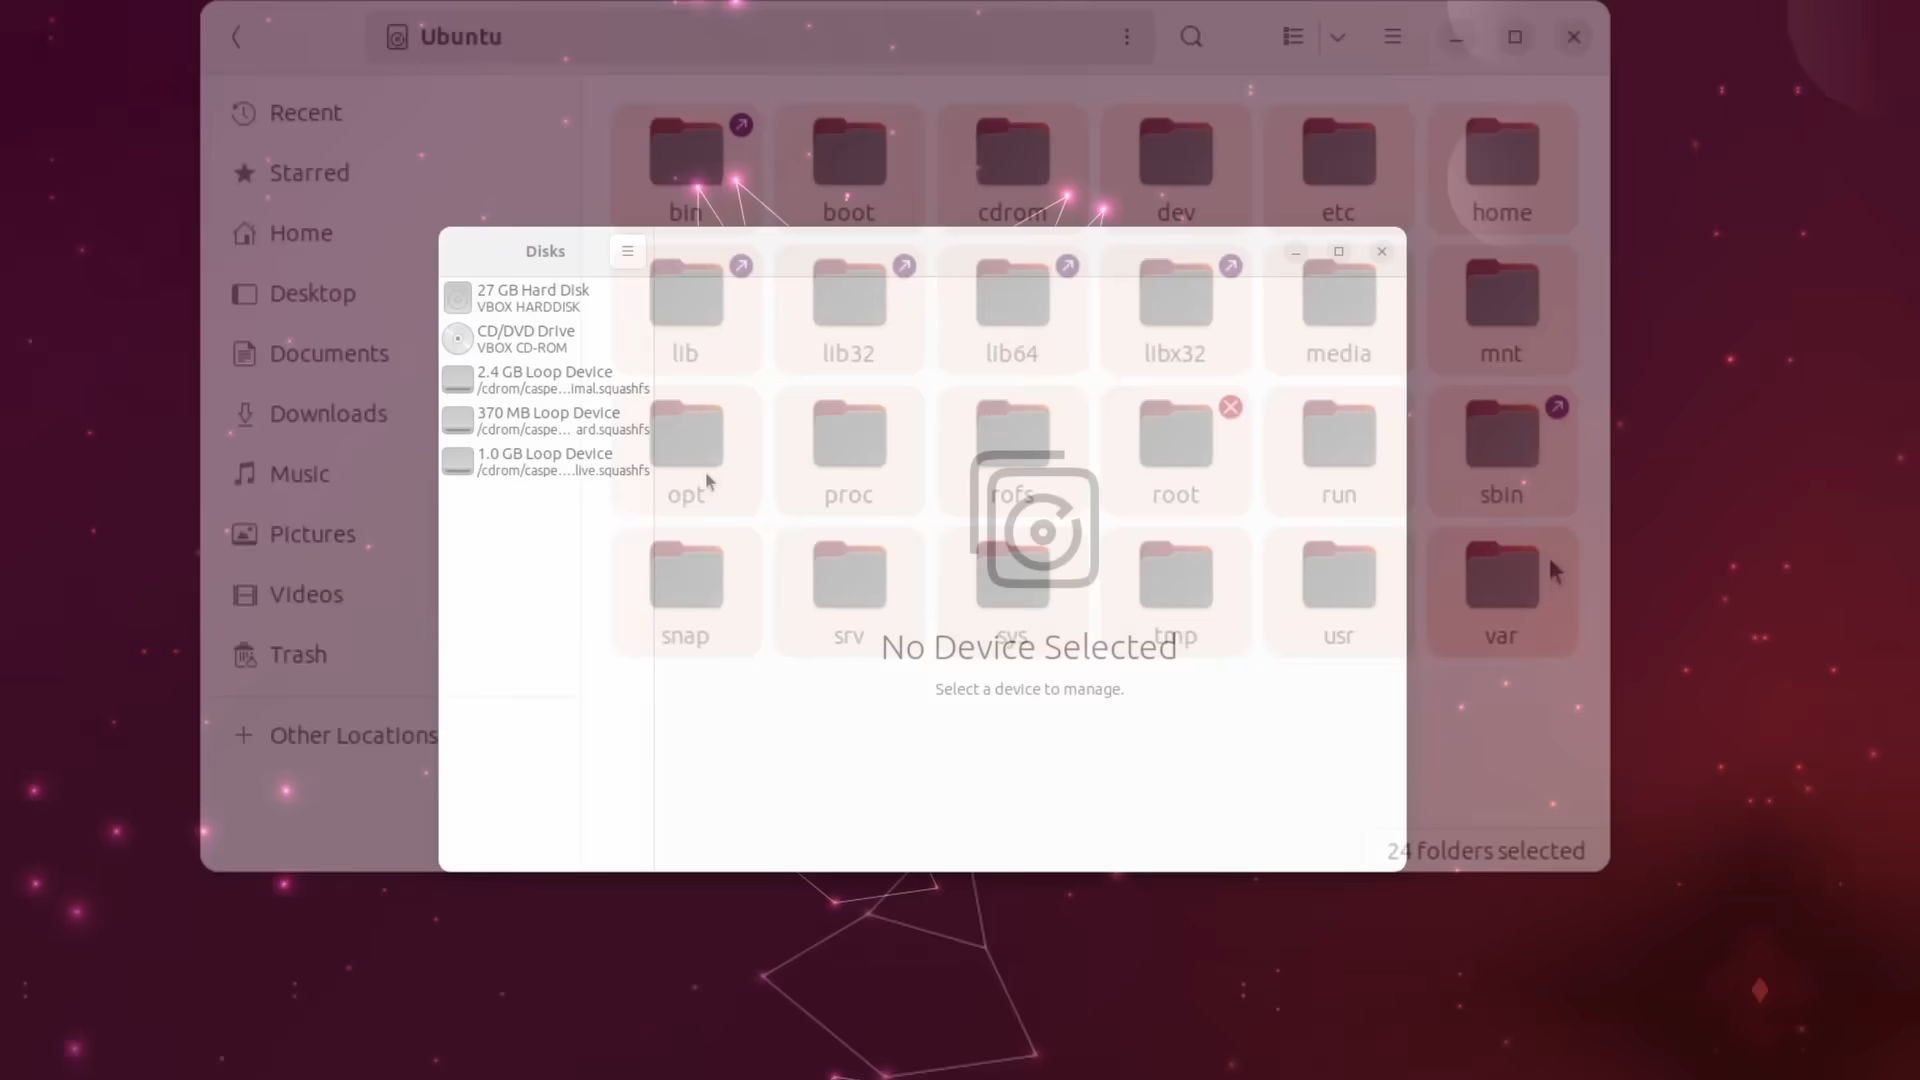 Ubuntu
Recent
Starred
Home
Desktop
Documents
Downloads
Music
Pictures
Videos
Trash
Other Locations
bin boot cdrom dev etc home
lib lib32 lib64 libx32 media mnt
opt proc rofs root run sbin
snap srv sys tmp usr var
24 folders selected
Disks
27 GB Hard Disk
VBOX HARDDISK
CD/DVD Drive
VBOX CD-ROM
2.4 GB Loop Device
/cdrom/caspe…imal.squashfs
370 MB Loop Device
/cdrom/caspe… ard.squashfs
1.0 GB Loop Device
/cdrom/caspe….live.squashfs
No Device Selected
Select a device to manage.